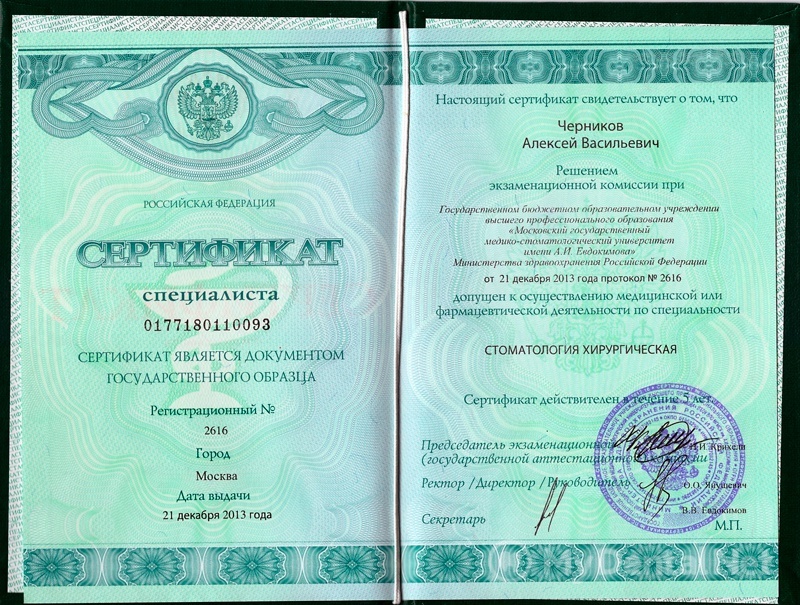 РОССИЙСКАЯ ФЕДЕРАЦИЯ
СЕРТИФИКАТ
специалиста
0177180110093
СЕРТИФИКАТ ЯВЛЯЕТСЯ ДОКУМЕНТОМ
ГОСУДАРСТВЕННОГО ОБРАЗЦА
Регистрационный №
2616
Город
Москва
Дата выдачи
21 декабря 2013 года
Настоящий сертификат свидетельствует о том, что
Черников
Алексей Васильевич
Решением
экзаменационной комиссии при
Государственном бюджетном образовательном учреждении
высшего профессионального образования
«Московский государственный
медико-стоматологический университет
имени А.И. Евдокимова»
Министерства здравоохранения Российской Федерации
от 21 декабря 2013 года протокол № 2616
допущен к осуществлению медицинской или
фармацевтической деятельности по специальности
СТОМАТОЛОГИЯ ХИРУРГИЧЕСКАЯ
Сертификат действителен в течение 5 лет.
Председатель экзаменационной
(государственной аттестационной) комиссии
Крихели
Ректор /Директор /Руководитель
О.О. Янушевич
В.В. Евдокимов
Секретарь
М.П.